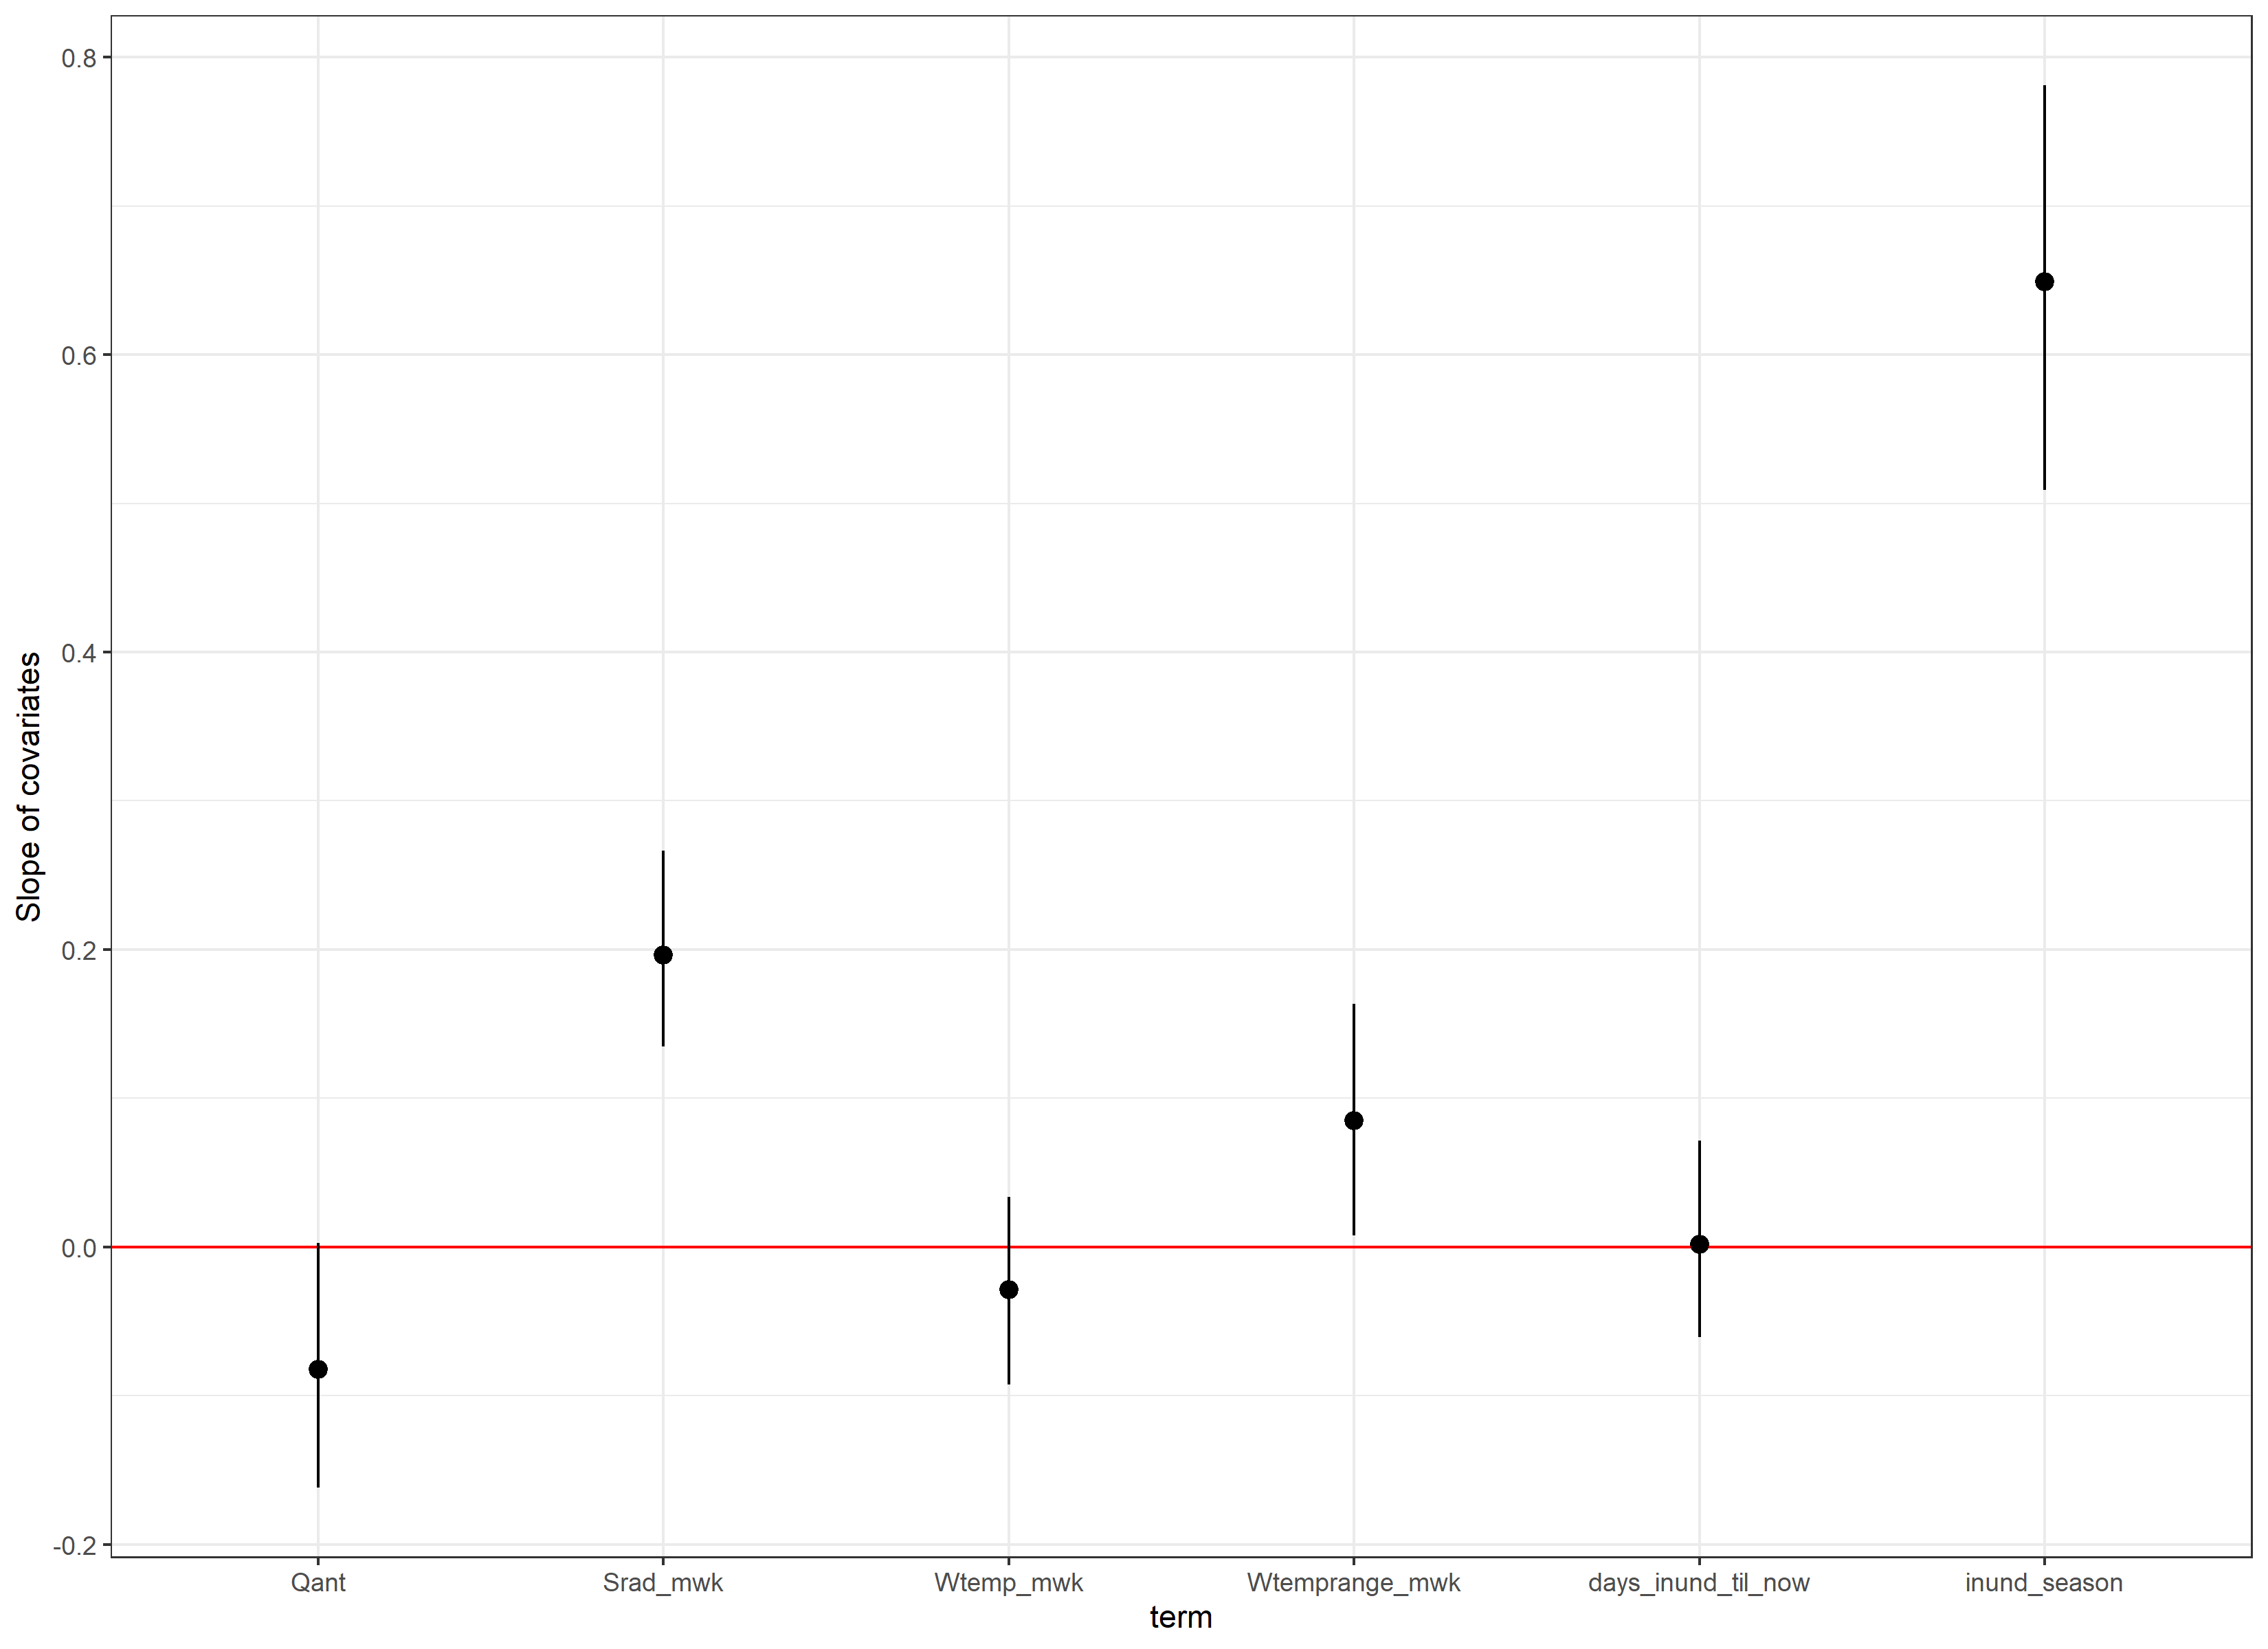 0.8
0.6
0.4
0.2
0.0
-0.2
Slope of covariates
Qant Srad_mwk Wtemp_mwk Wtemprange_mwk days_inund_til_now inund_season
term